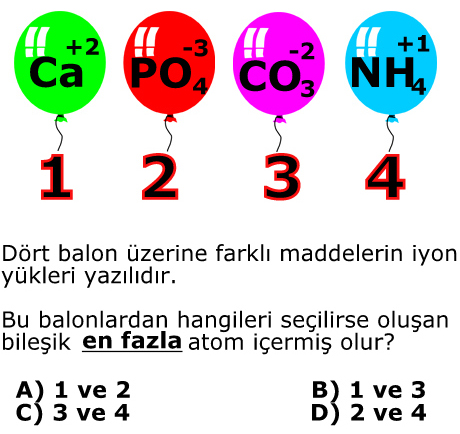 Ca+2 PO4-3 CO3-2 NH4+1
1 2 3 4
Dört balon üzerine farklı maddelerin iyon
yükleri yazılıdır.
Bu balonlardan hangileri seçilirse oluşan
bileşik en fazla atom içermiş olur?
A) 1 ve 2 B) 1 ve 3
C) 3 ve 4 D) 2 ve 4